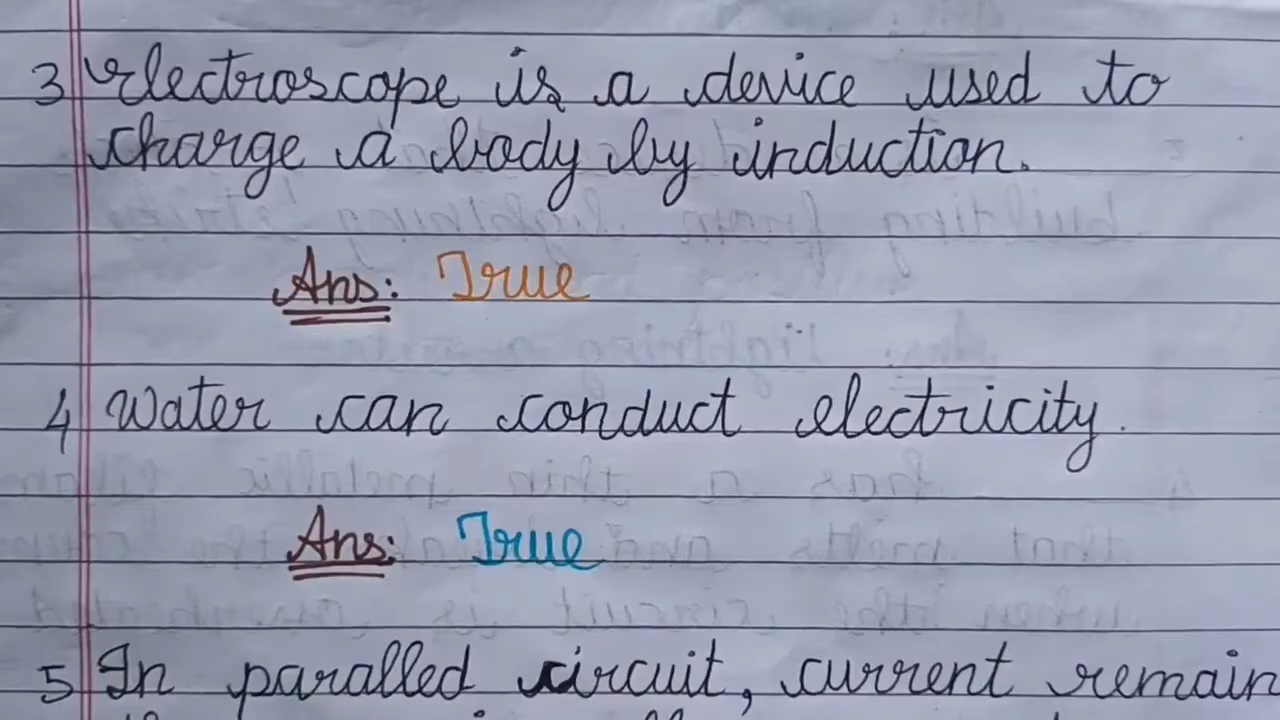 3 Electroscope is a device used to
charge a body by induction.
Ans: True
4 Water can conduct electricity.
Ans: True
5 In paralled circuit, current remain